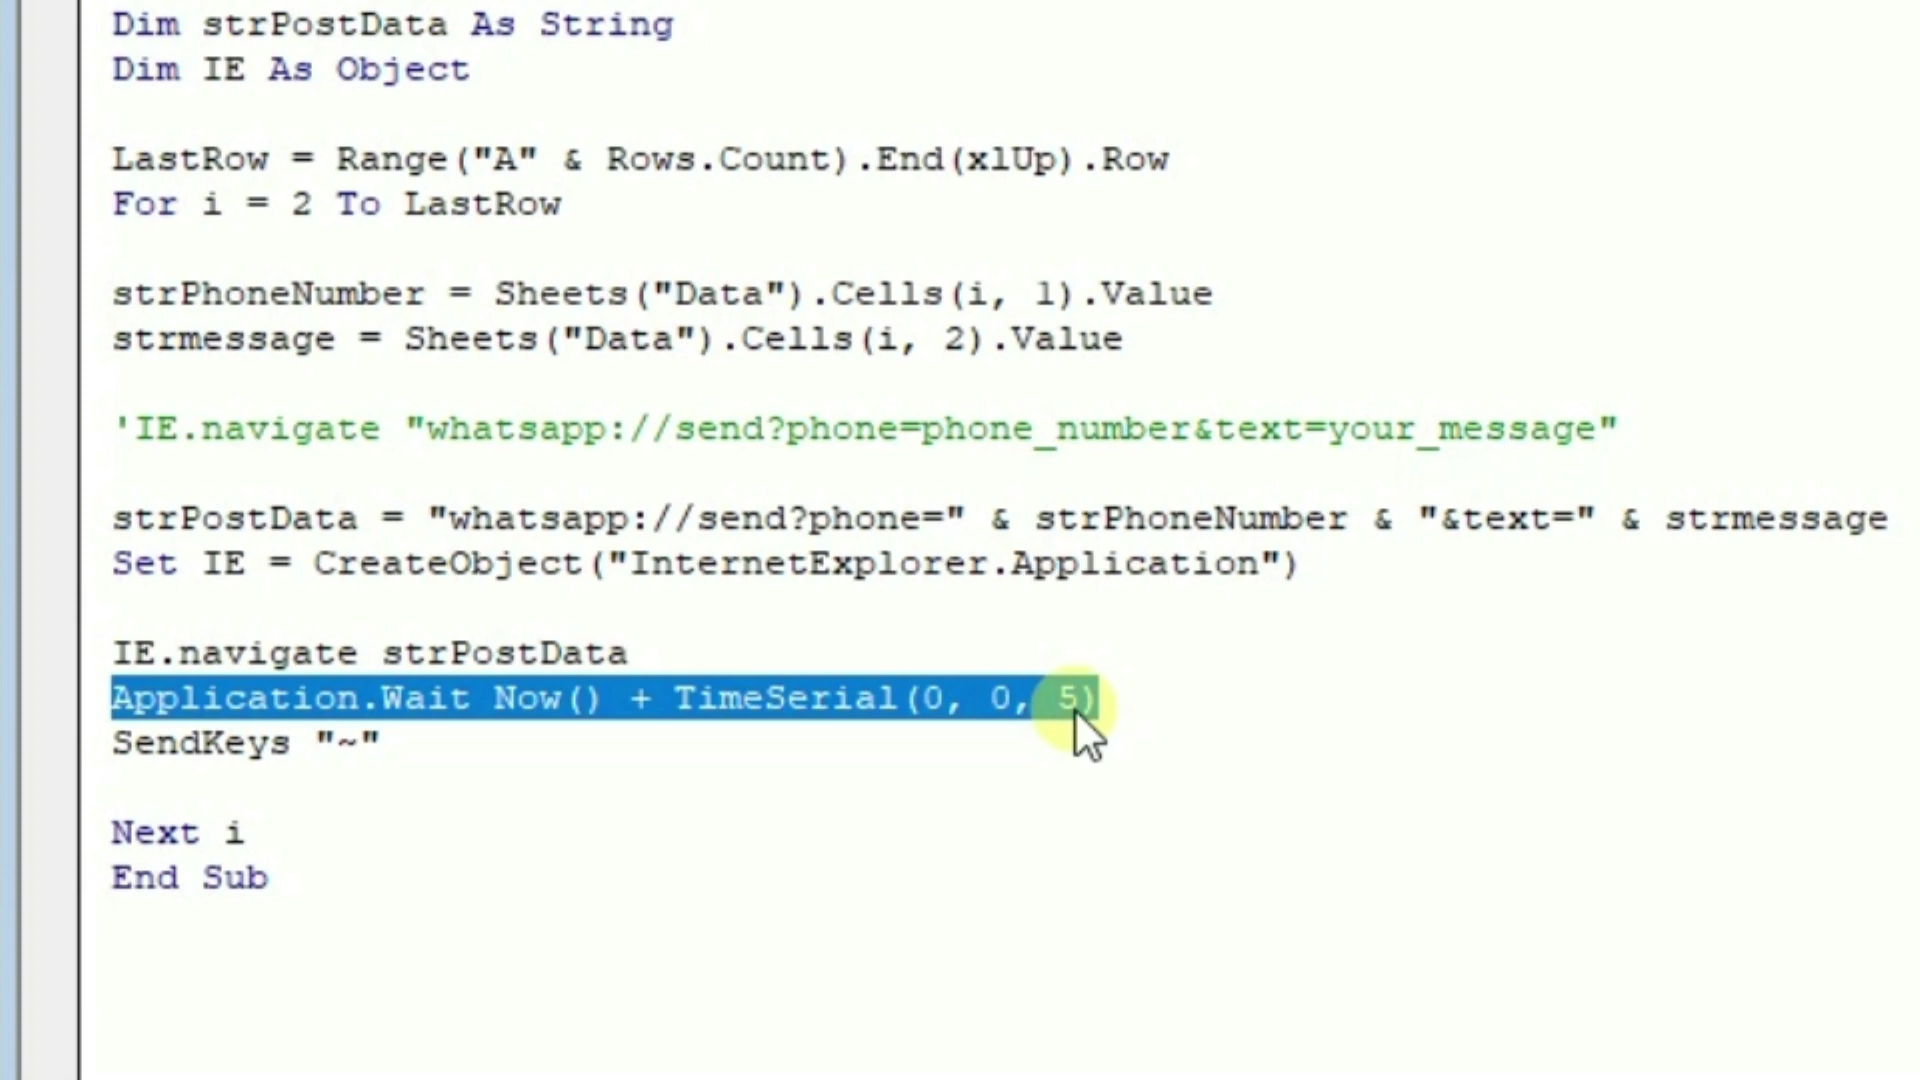 Dim strPostData As String
Dim IE As Object
LastRow = Range("A" & Rows.Count).End(xlUp).Row
For i = 2 To LastRow
strPhoneNumber = Sheets("Data").Cells(i, 1).Value
strmessage = Sheets("Data").Cells(i, 2).Value
'IE.navigate "whatsapp://send?phone=phone_number&text=your_message"
strPostData = "whatsapp://send?phone=" & strPhoneNumber & "&text=" & strmessage
Set IE = CreateObject("InternetExplorer.Application")
IE.navigate strPostData
Application.Wait Now() + TimeSerial(0, 0, 5)
SendKeys "~"
Next i
End Sub